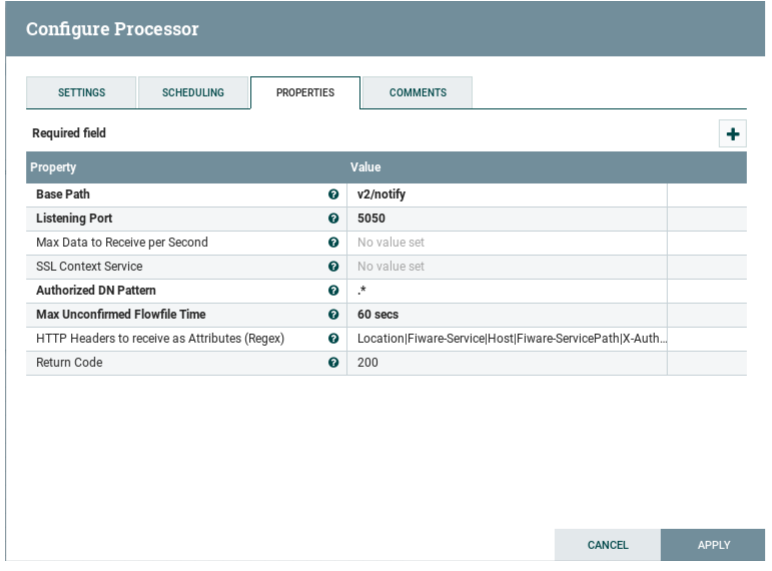 Configure Processor
SETTINGS SCHEDULING PROPERTIES COMMENTS
Required field
Property Value
Base Path v2/notify
Listening Port 5050
Max Data to Receive per Second No value set
SSL Context Service No value set
Authorized DN Pattern .*
Max Unconfirmed Flowfile Time 60 secs
HTTP Headers to receive as Attributes (Regex) Location|Fiware-Service|Host|Fiware-ServicePath|X-Auth...
Return Code 200
CANCEL APPLY